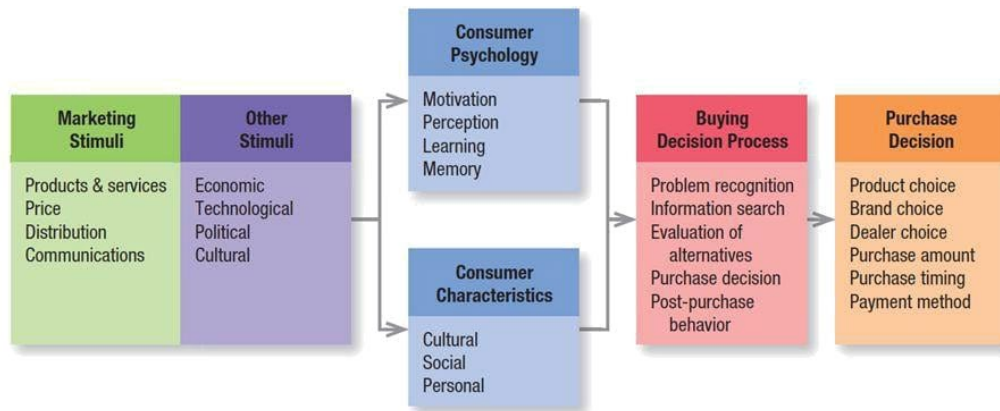 Marketing
Stimuli
Products & services
Price
Distribution
Communications
Other
Stimuli
Economic
Technological
Political
Cultural
Consumer
Psychology
Motivation
Perception
Learning
Memory
Consumer
Characteristics
Cultural
Social
Personal
Buying
Decision Process
Problem recognition
Information search
Evaluation of
alternatives
Purchase decision
Post-purchase
behavior
Purchase
Decision
Product choice
Brand choice
Dealer choice
Purchase amount
Purchase timing
Payment method